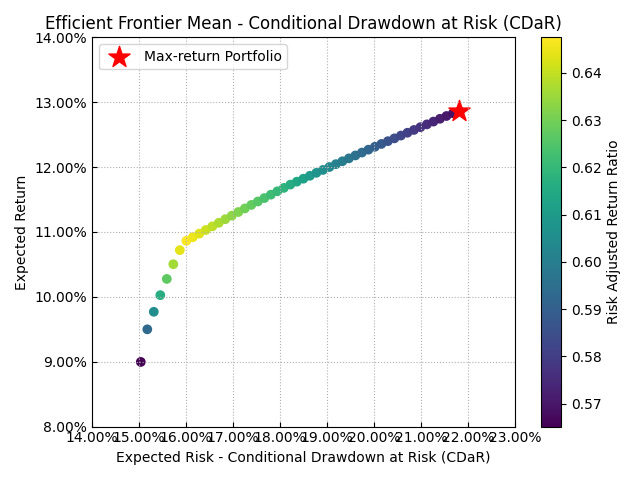 Efficient Frontier Mean - Conditional Drawdown at Risk (CDaR)
Max-return Portfolio
Expected Return
14.00%
13.00%
12.00%
11.00%
10.00%
9.00%
8.00%
14.00% 15.00% 16.00% 17.00% 18.00% 19.00% 20.00% 21.00% 22.00% 23.00%
Expected Risk - Conditional Drawdown at Risk (CDaR)
0.64
0.63
0.62
0.61
0.60
0.59
0.58
0.57
Risk Adjusted Return Ratio